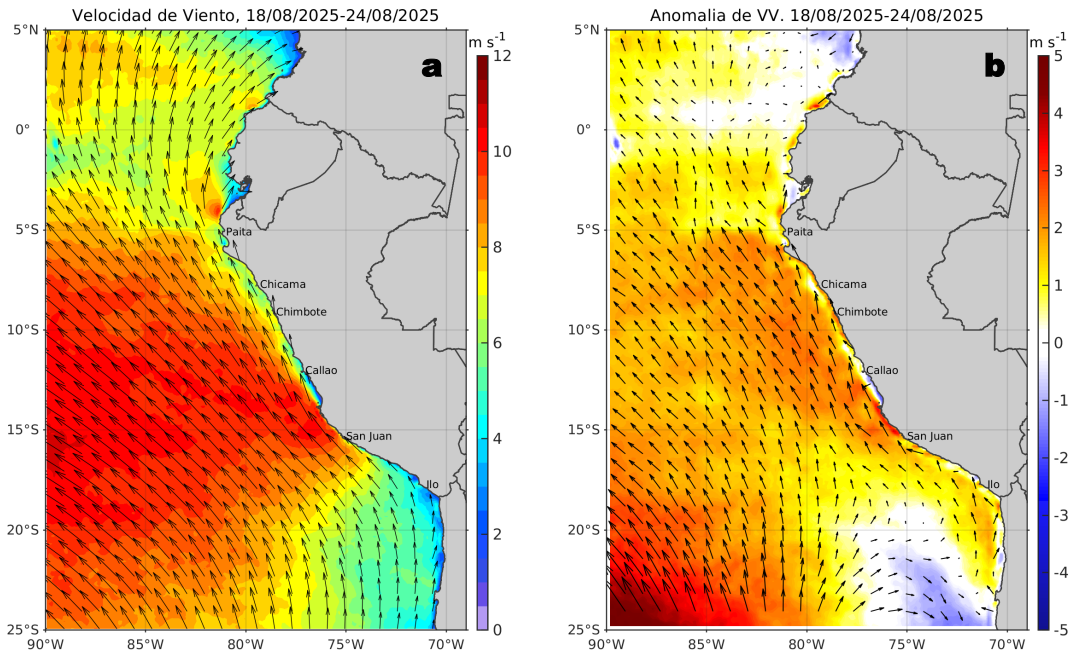 Velocidad de Viento, 18/08/2025-24/08/2025
5°N
0°
5°S
10°S
15°S
20°S
25°S
90°W
85°W
80°W
75°W
70°W
a
Paita
Chicama
Chimbote
Callao
San Juan
Ilo
m s-1
12
10
8
6
4
2
0
Anomalia de VV. 18/08/2025-24/08/2025
5°N
0°
5°S
10°S
15°S
20°S
25°S
90°W
85°W
80°W
75°W
70°W
b
Paita
Chicama
Chimbote
Callao
San Juan
Ilo
m s-1
5
4
3
2
1
0
-1
-2
-3
-4
-5